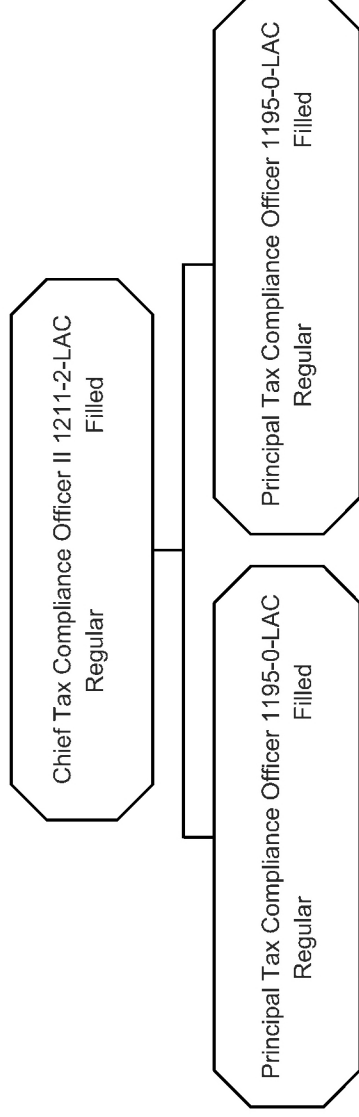 Chief Tax Compliance Officer II 1211-2-LAC
Regular Filled
Principal Tax Compliance Officer 1195-0-LAC
Regular Filled
Principal Tax Compliance Officer 1195-0-LAC
Regular Filled